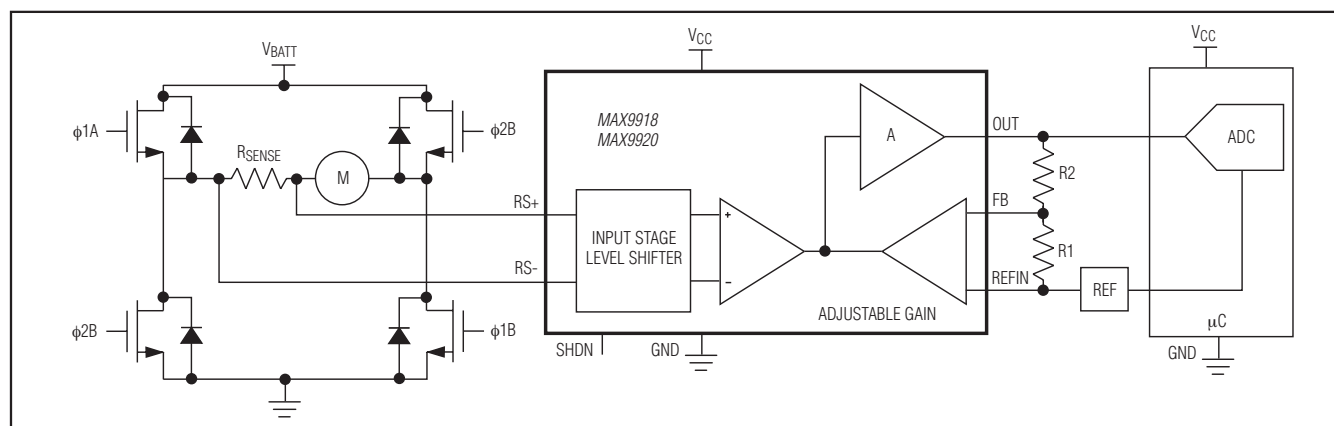 VBATT
ϕ1A
ϕ2B
RSENSE
M
ϕ2B
ϕ1B
RS+
RS-
VCC
MAX9918
MAX9920
INPUT STAGE
LEVEL SHIFTER
+
−
A
ADJUSTABLE GAIN
SHDN
GND
OUT
FB
REFIN
R2
R1
REF
VCC
ADC
µC
GND